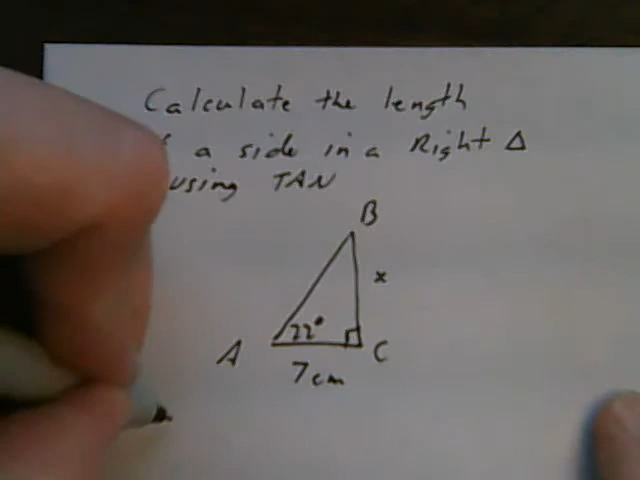 Calculate the length
a side in a Right Δ
using TAN
B
x
22°
A
C
7cm